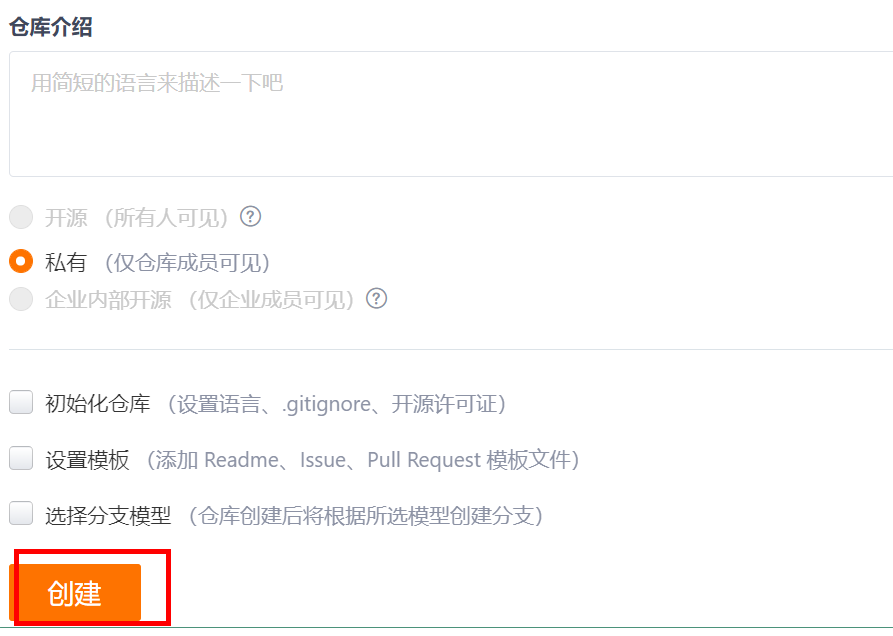 仓库介绍
用简短的语言来描述一下吧
开源 （所有人可见） ?
私有 （仅仓库成员可见）
企业内部开源 （仅企业成员可见） ?
初始化仓库 （设置语言、.gitignore、开源许可证）
设置模板 （添加 Readme、Issue、Pull Request 模板文件）
选择分支模型 （仓库创建后将根据所选模型创建分支）
创建